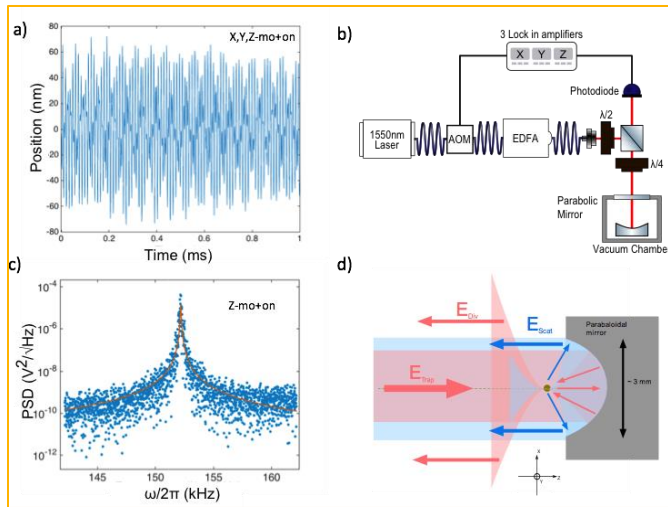 a)
X,Y,Z-mo+on
Position (nm)
80
60
40
20
0
-20
-40
-60
-80
0
0.2
0.4
0.6
0.8
1
Time (ms)
b)
3 Lock in amplifiers
X Y Z
Photodiode
1550nm
Laser
AOM
EDFA
λ/2
λ/4
Parabolic
Mirror
Vacuum Chambe
c)
Z-mo+on
PSD (V²/√Hz)
10⁻⁴
10⁻⁶
10⁻⁸
10⁻¹⁰
10⁻¹²
145
150
155
160
ω/2π (kHz)
d)
E_Div
E_Scat
E_Trap
Parabaloidal
mirror
~ 3 mm
X
Y
Z